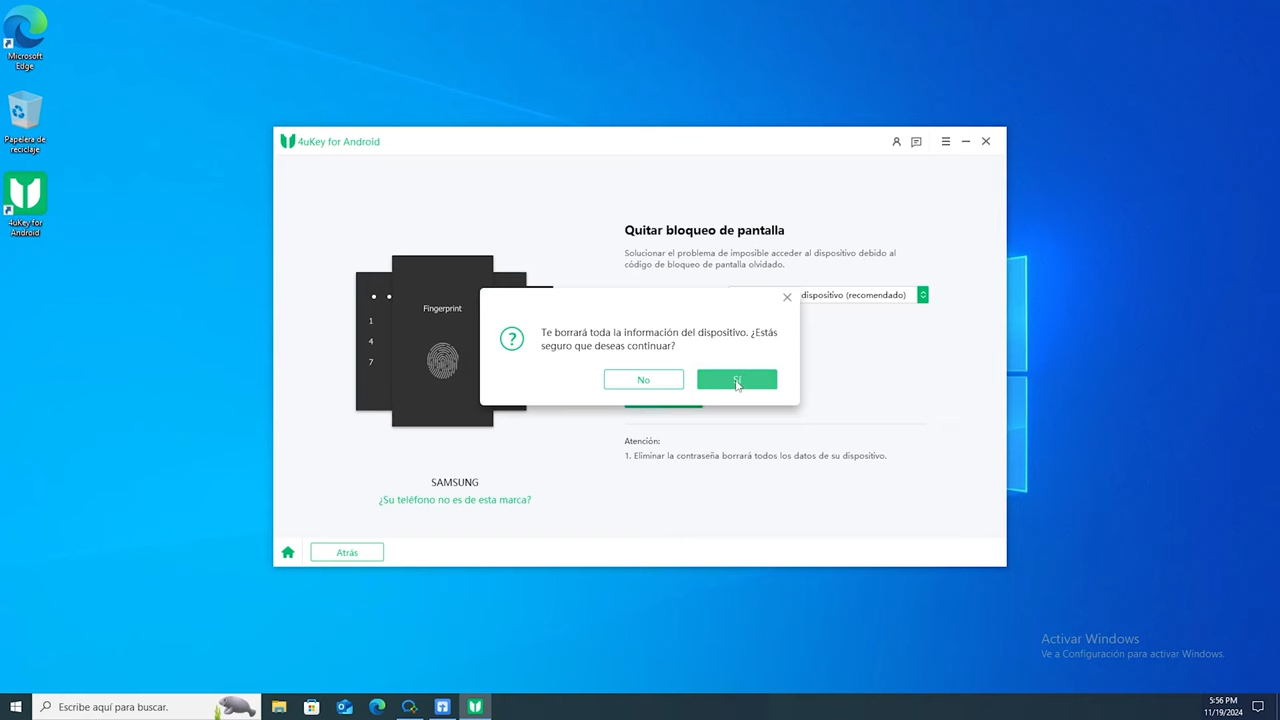 Microsoft
Edge
Papelera de
reciclaje
4uKey for
Android
4uKey for Android
Quitar bloqueo de pantalla
Solucionar el problema de imposible acceder al dispositivo debido al
código de bloqueo de pantalla olvidado.
dispositivo (recomendado)
1
4
7
Fingerprint
Te borrará toda la información del dispositivo. ¿Estás
seguro que deseas continuar?
No
Sí
Atención:
1. Eliminar la contraseña borrará todos los datos de su dispositivo.
SAMSUNG
¿Su teléfono no es de esta marca?
Atrás
Activar Windows
Ve a Configuración para activar Windows.
Escribe aquí para buscar.
5:56 PM
11/19/2024